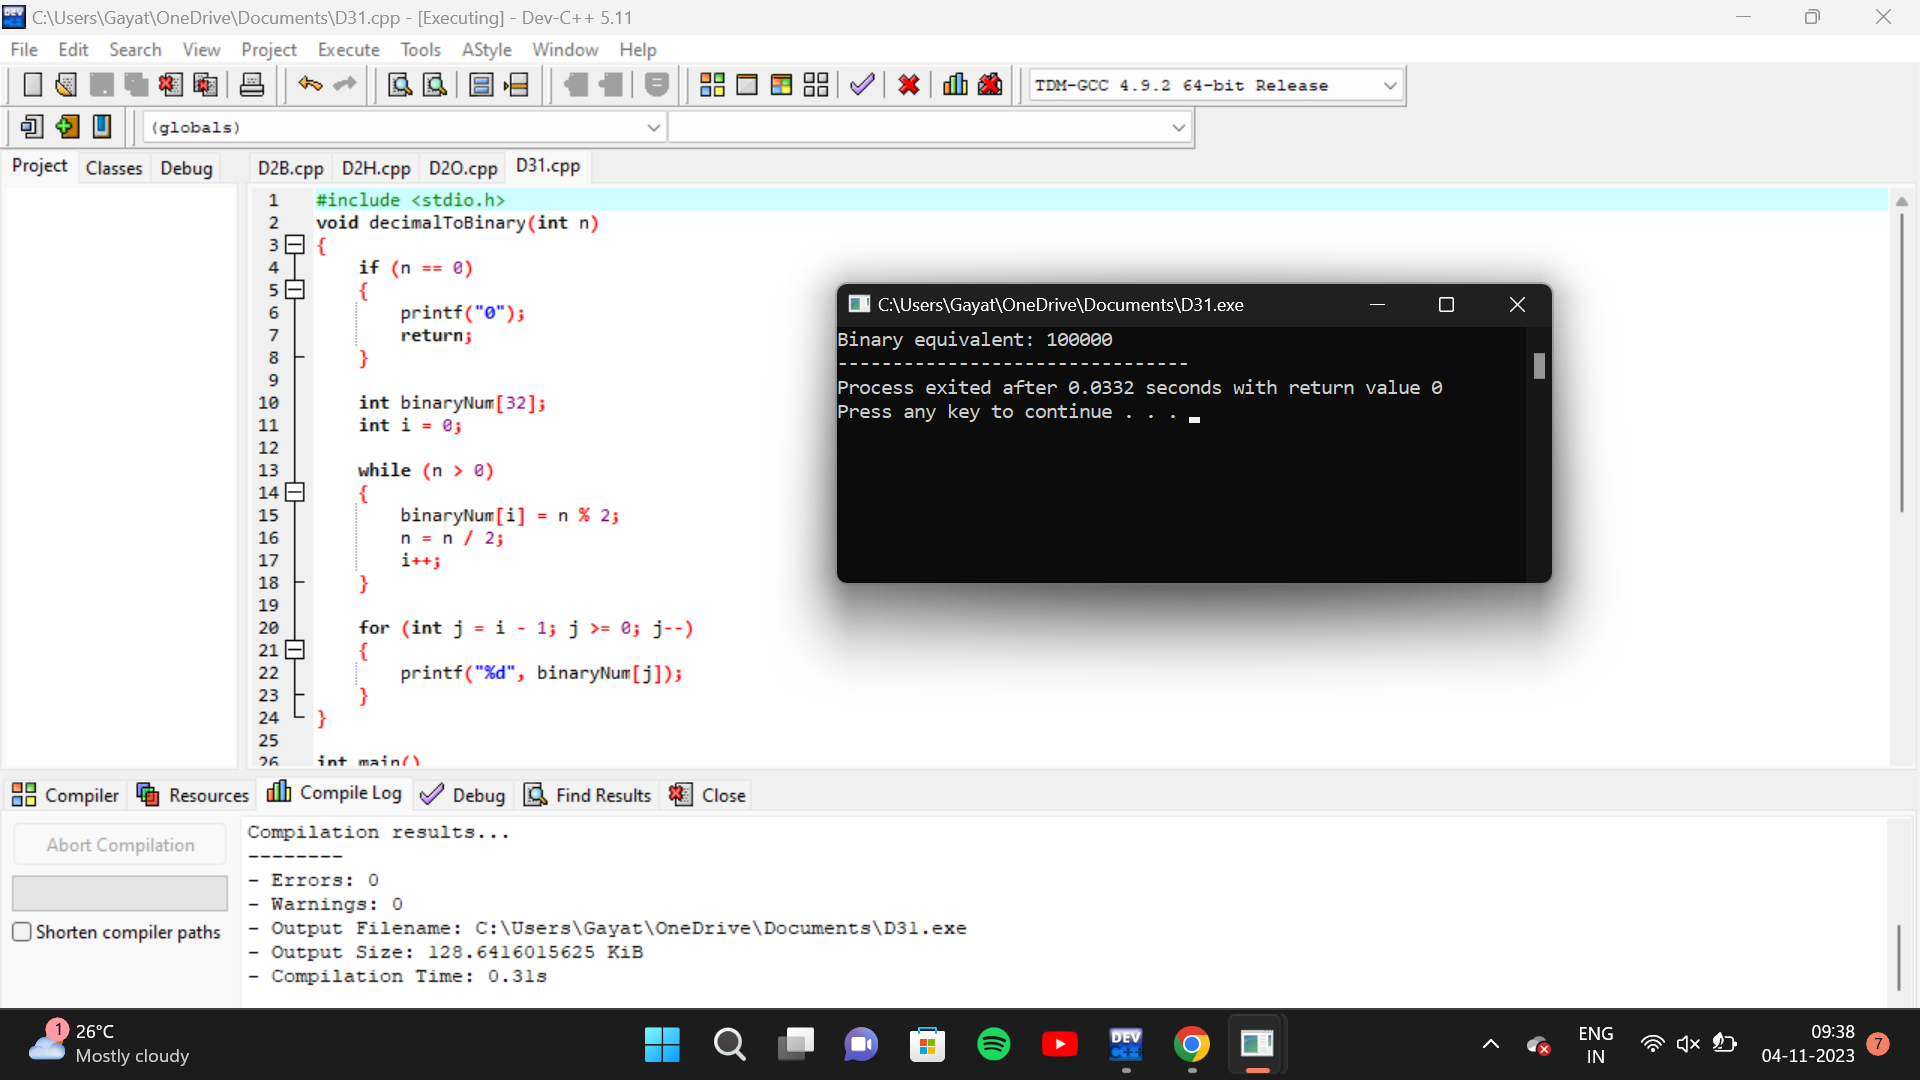 C:\Users\Gayat\OneDrive\Documents\D31.cpp - [Executing] - Dev-C++ 5.11
File Edit Search View Project Execute Tools AStyle Window Help
TDM-GCC 4.9.2 64-bit Release
(globals)
Project Classes Debug D2B.cpp D2H.cpp D2O.cpp D31.cpp
1 #include <stdio.h>
2 void decimalToBinary(int n)
3 {
4 if (n == 0)
5 {
6 printf("0");
7 return;
8 }
9
10 int binaryNum[32];
11 int i = 0;
12
13 while (n > 0)
14 {
15 binaryNum[i] = n % 2;
16 n = n / 2;
17 i++;
18 }
19
20 for (int j = i - 1; j >= 0; j--)
21 {
22 printf("%d", binaryNum[j]);
23 }
24 }
25
26 int main()
C:\Users\Gayat\OneDrive\Documents\D31.exe
Binary equivalent: 100000
--------------------------------
Process exited after 0.0332 seconds with return value 0
Press any key to continue . . .
Compiler Resources Compile Log Debug Find Results Close
Abort Compilation
Shorten compiler paths
Compilation results...
--------
- Errors: 0
- Warnings: 0
- Output Filename: C:\Users\Gayat\OneDrive\Documents\D31.exe
- Output Size: 128.6416015625 KiB
- Compilation Time: 0.31s
1
26°C
Mostly cloudy
DEV
C++
ENG
IN
09:38
04-11-2023
7